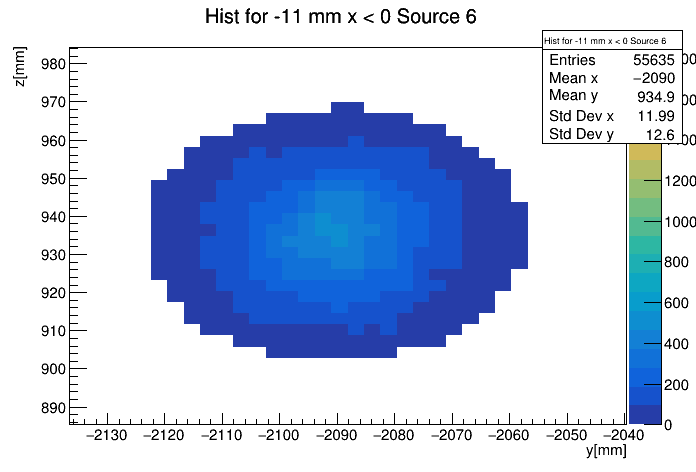 Hist for -11 mm x < 0 Source 6
z[mm]
Hist for -11 mm x < 0 Source 6
Entries 55635
Mean x −2090
Mean y 934.9
Std Dev x 11.99
Std Dev y 12.6
980
970
960
950
940
930
920
910
900
890
1200
1000
800
600
400
200
0
−2130 −2120 −2110 −2100 −2090 −2080 −2070 −2060 −2050 −2040
y[mm]